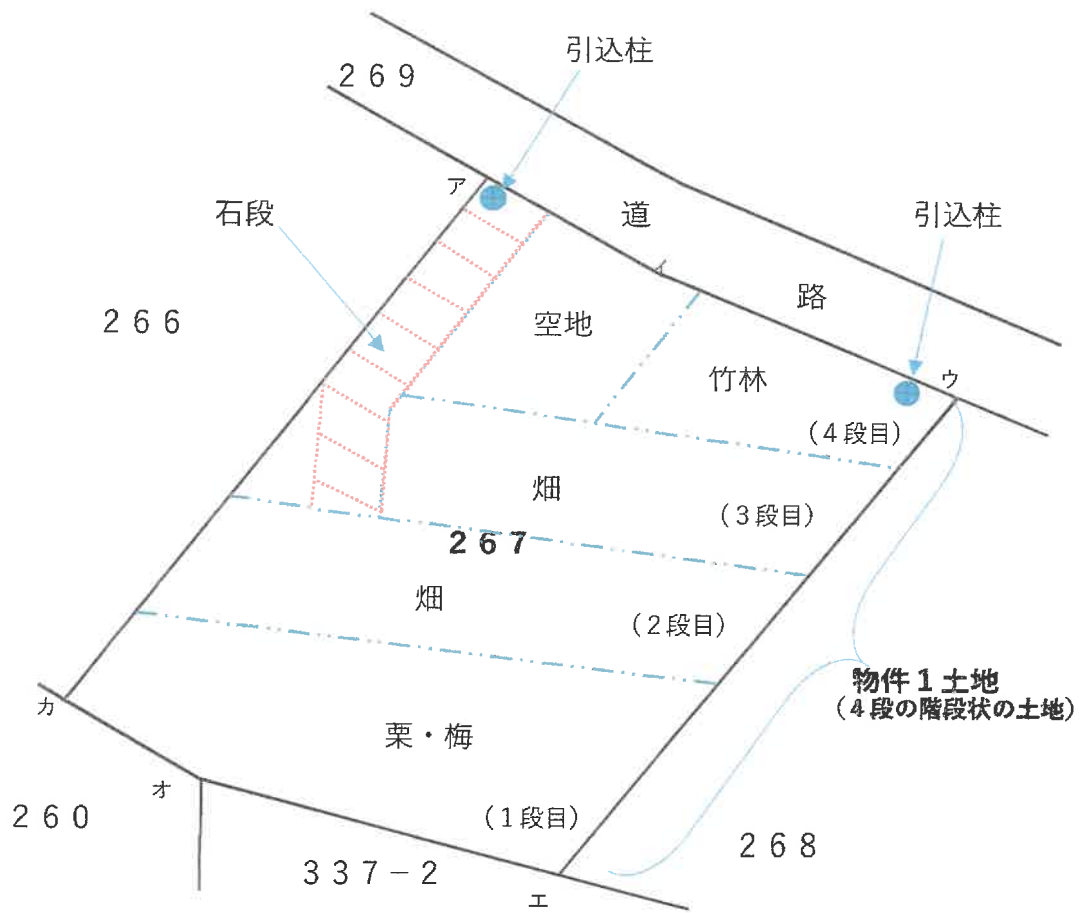 引込柱
269
ア
石段
道
引込柱
イ
路
266
空地
竹林
ウ
(4段目)
畑
(3段目)
267
畑
(2段目)
物件1土地
(4段の階段状の土地)
カ
栗・梅
オ
260
(1段目)
268
337-2
エ